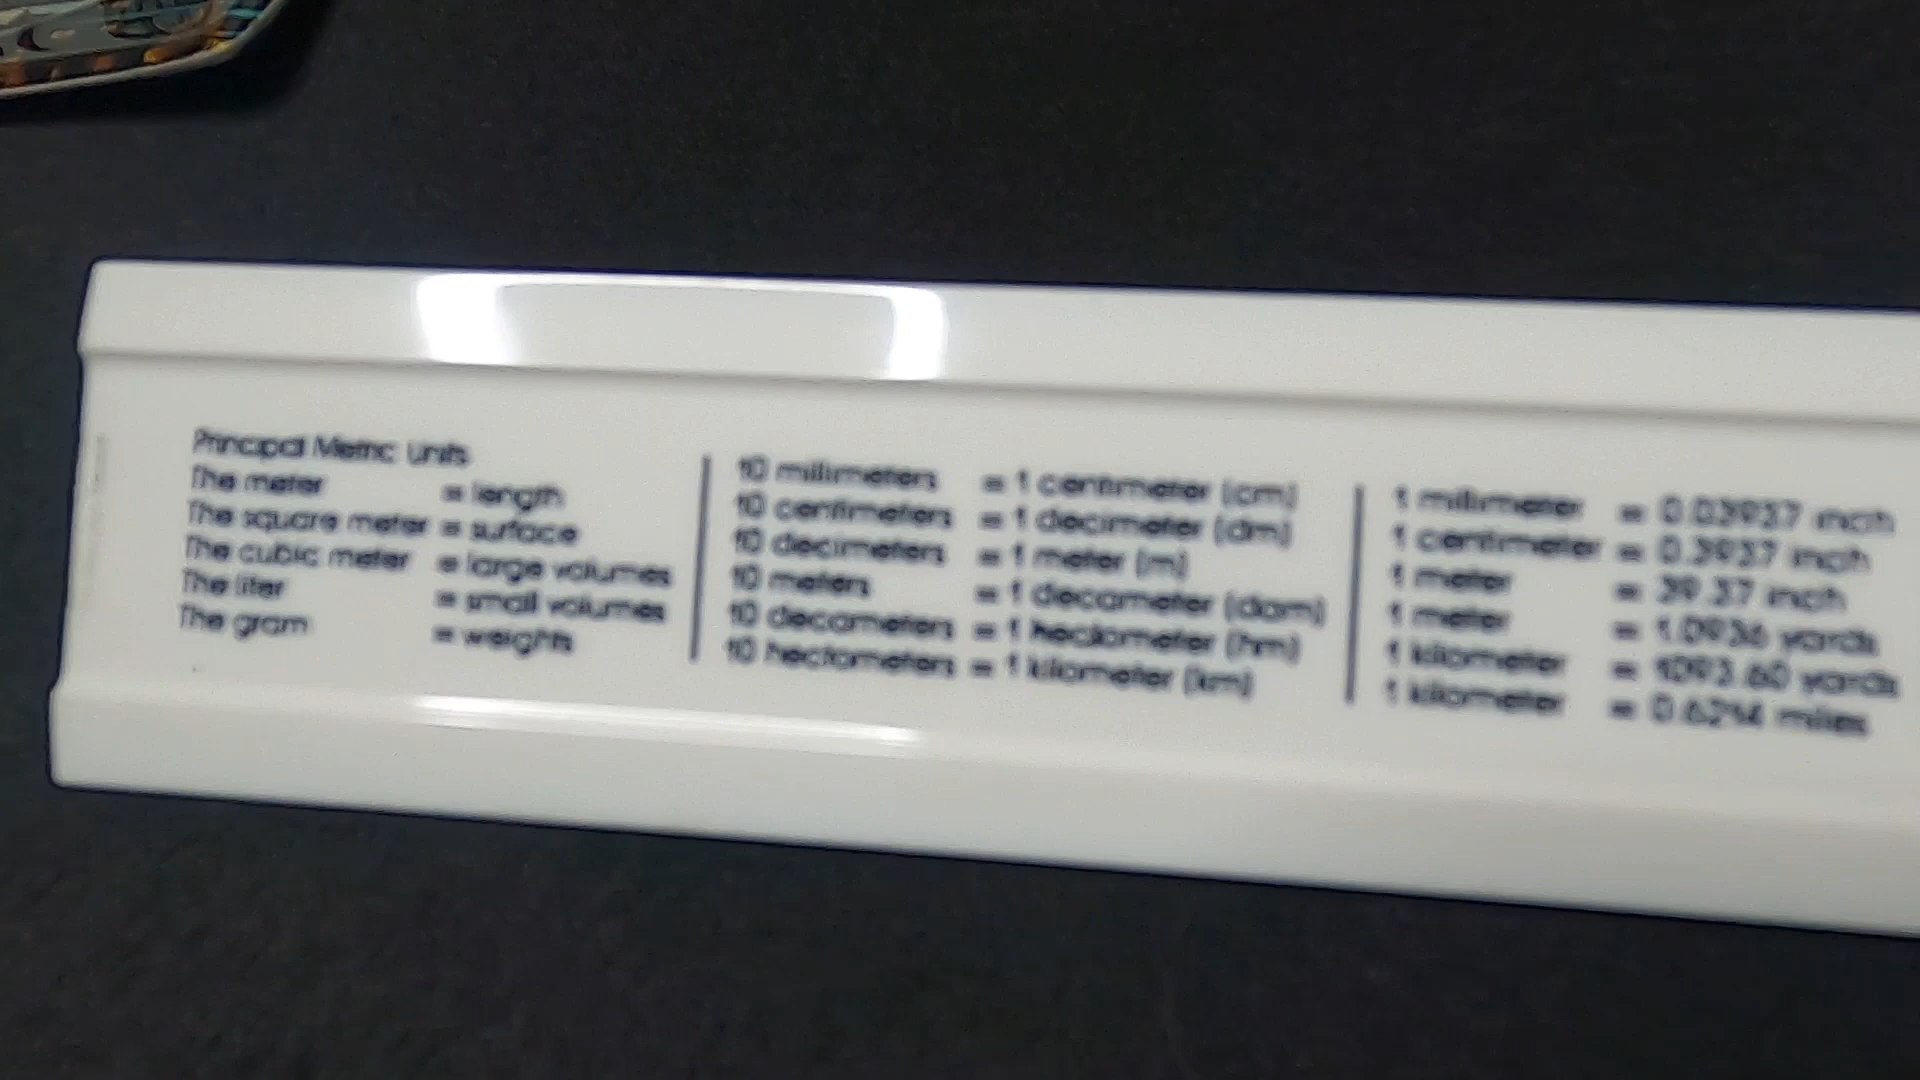 Principal Metric Units
The meter = length
The square meter = surface
The cubic meter = large volumes
The liter = small volumes
The gram = weights
10 millimeters = 1 centimeter (cm)
10 centimeters = 1 decimeter (dm)
10 decimeters = 1 meter (m)
10 meters = 1 decameter (dam)
10 decameters = 1 hectometer (hm)
10 hectometers = 1 kilometer (km)
1 millimeter = 0.03937 inch
1 centimeter = 0.3937 inch
1 meter = 39.37 inch
1 meter = 1.0936 yards
1 kilometer = 1093.60 yards
1 kilometer = miles